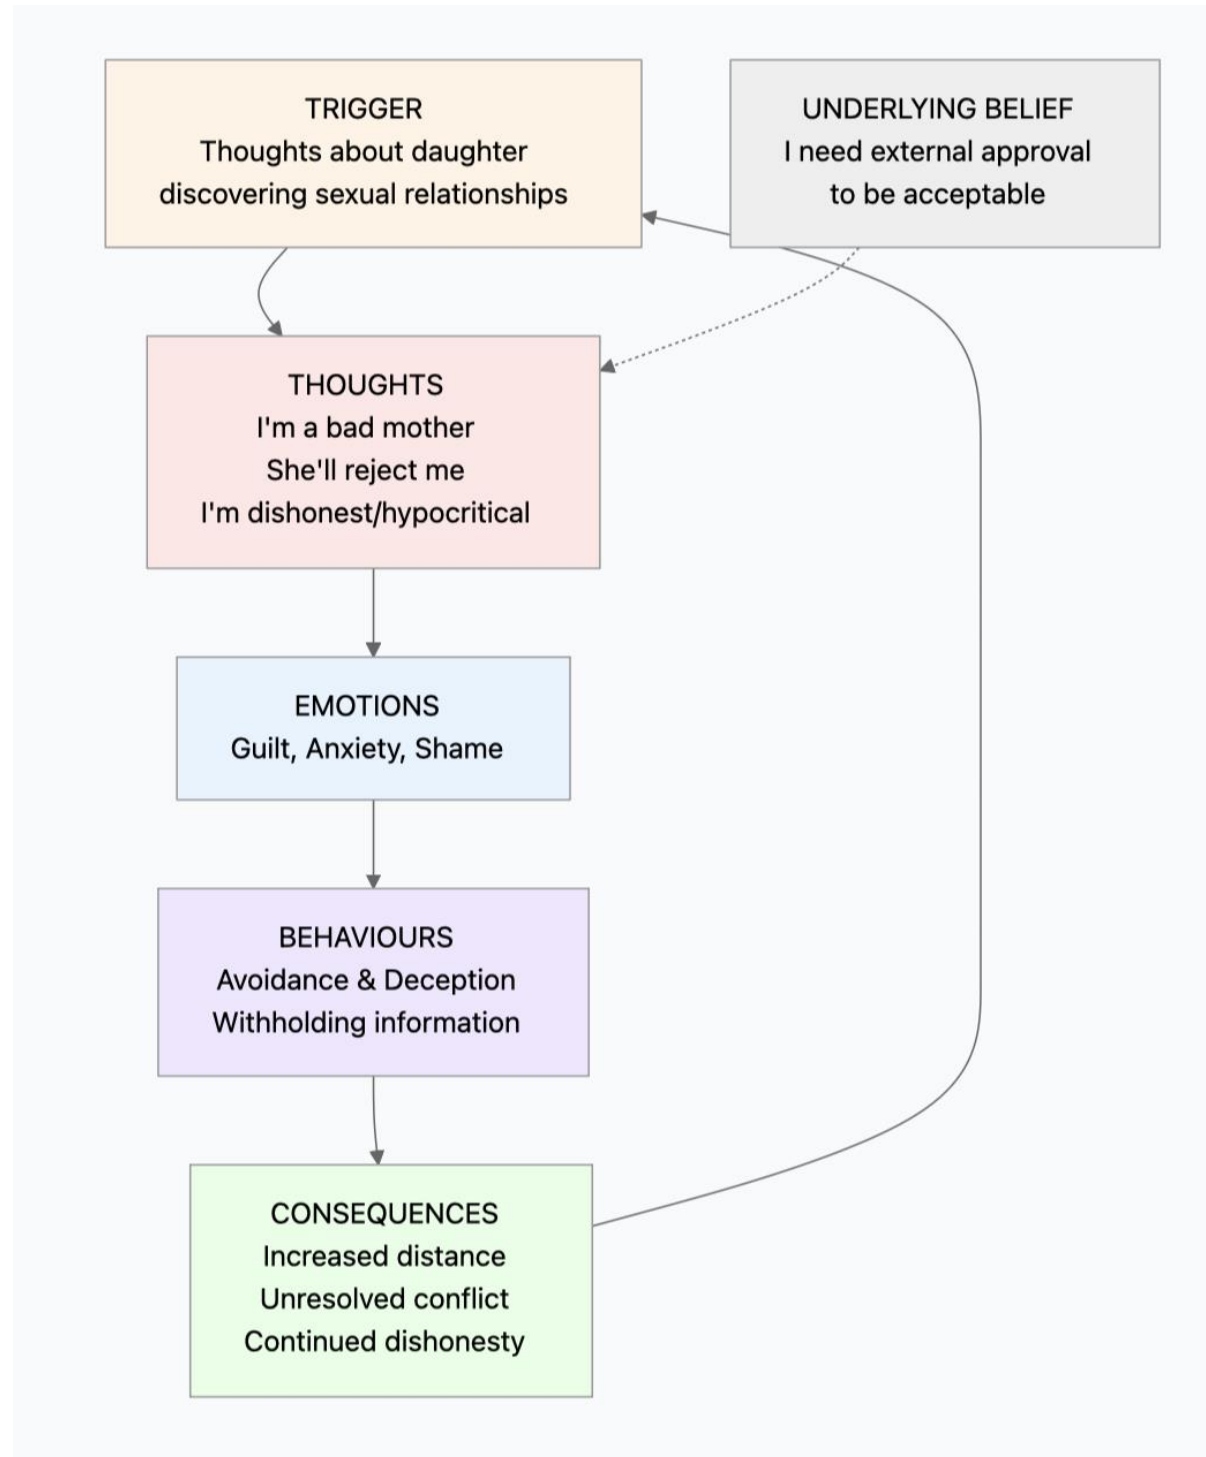 TRIGGER
Thoughts about daughter
discovering sexual relationships
UNDERLYING BELIEF
I need external approval
to be acceptable
THOUGHTS
I'm a bad mother
She'll reject me
I'm dishonest/hypocritical
EMOTIONS
Guilt, Anxiety, Shame
BEHAVIOURS
Avoidance & Deception
Withholding information
CONSEQUENCES
Increased distance
Unresolved conflict
Continued dishonesty